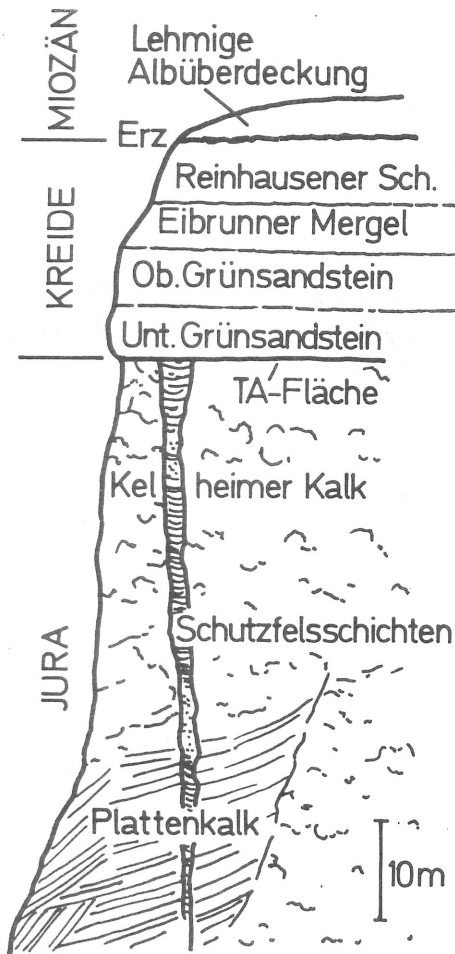 MIOZÄN
Lehmige
Albüberdeckung
Erz
KREIDE
Reinhausener Sch.
Eibrunner Mergel
Ob. Grünsandstein
Unt. Grünsandstein
TA-Fläche
JURA
Kelheimer Kalk
Schutzfelsschichten
Plattenkalk
10m